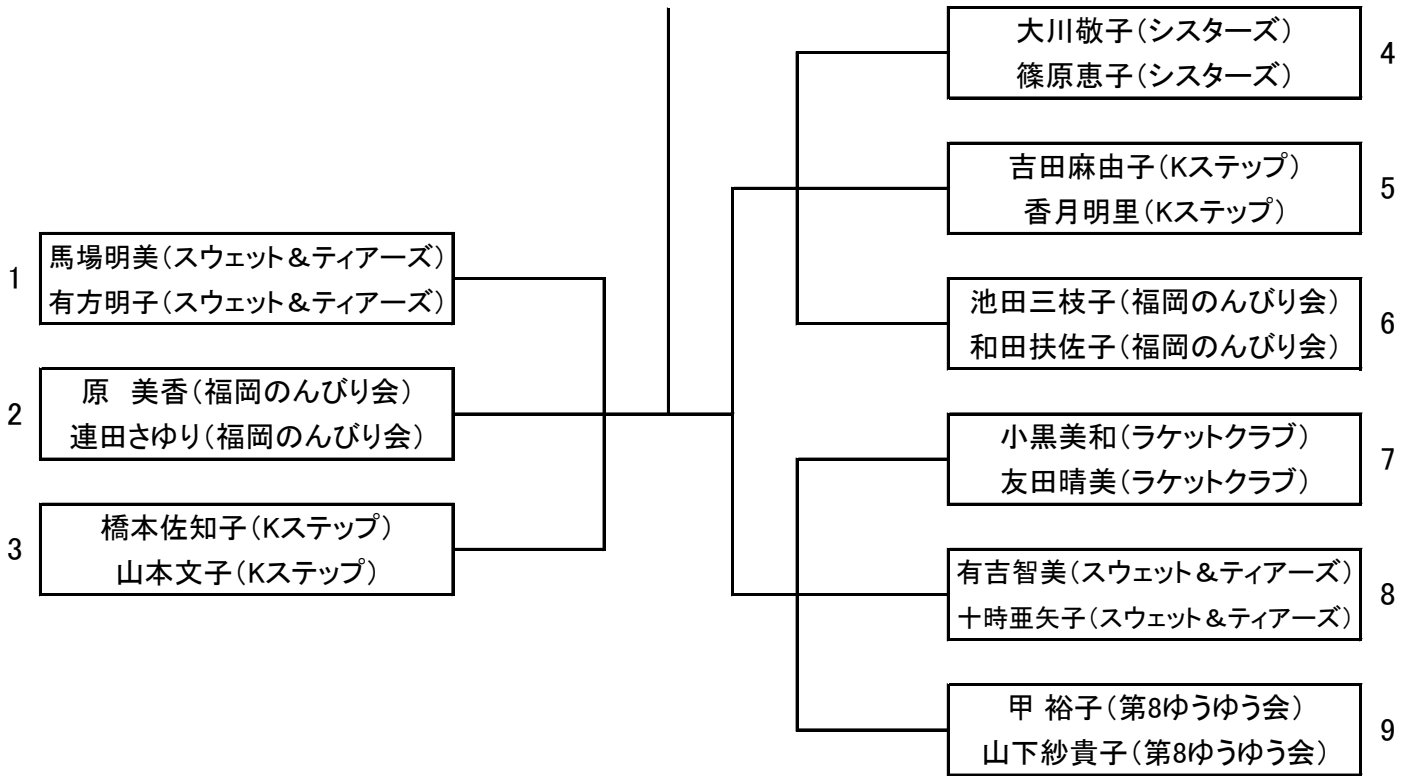 1
馬場明美(スウェット&ティアーズ)
有方明子(スウェット&ティアーズ)
2
原　美香(福岡のんびり会)
連田さゆり(福岡のんびり会)
3
橋本佐知子(Kステップ)
山本文子(Kステップ)
大川敬子(シスターズ)
篠原恵子(シスターズ)
4
吉田麻由子(Kステップ)
香月明里(Kステップ)
5
池田三枝子(福岡のんびり会)
和田扶佐子(福岡のんびり会)
6
小黒美和(ラケットクラブ)
友田晴美(ラケットクラブ)
7
有吉智美(スウェット&ティアーズ)
十時亜矢子(スウェット&ティアーズ)
8
甲 裕子(第8ゆうゆう会)
山下紗貴子(第8ゆうゆう会)
9